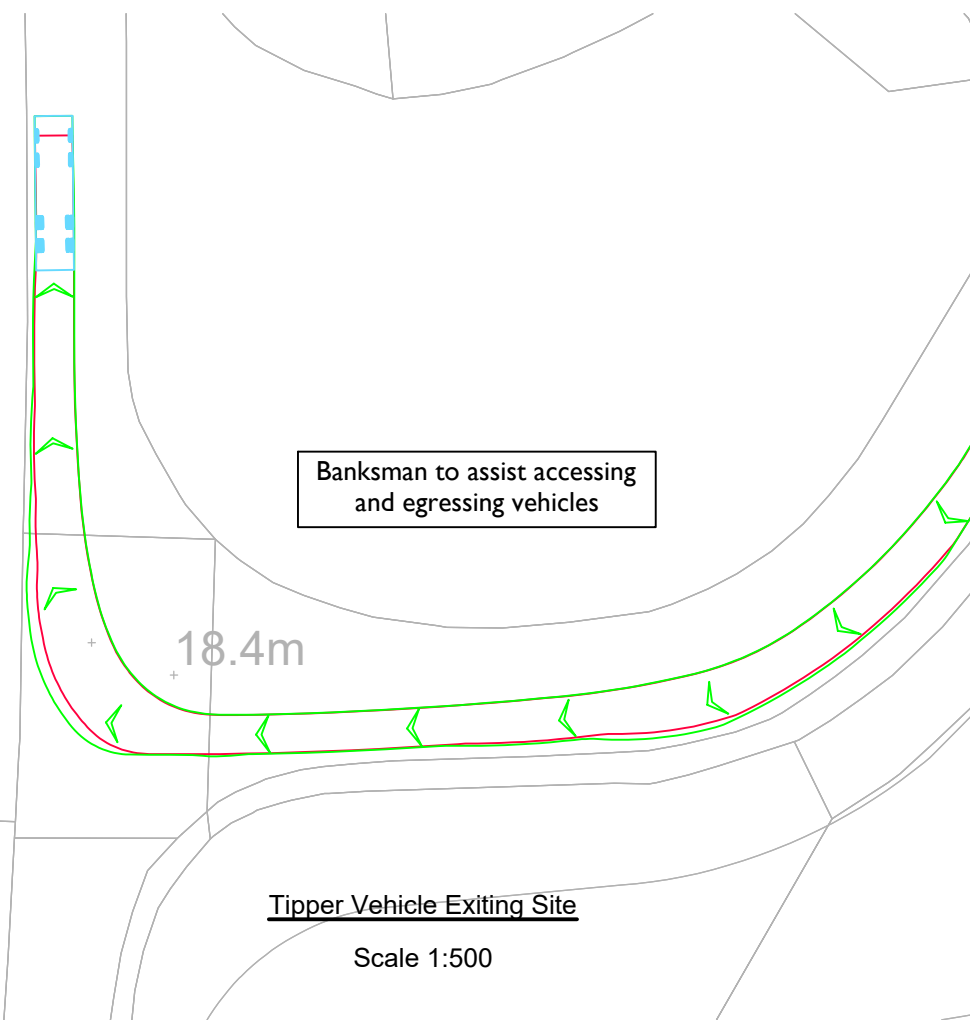 Banksman to assist accessing
and egressing vehicles
18.4m
Tipper Vehicle Exiting Site
Scale 1:500